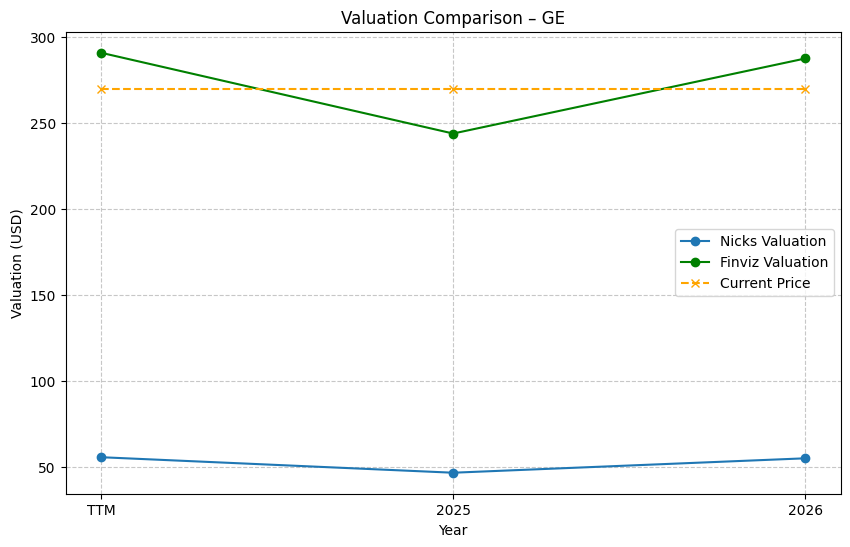 Valuation Comparison – GE
Valuation (USD)
300
250
200
150
100
50
Nicks Valuation
Finviz Valuation
Current Price
TTM
2025
2026
Year